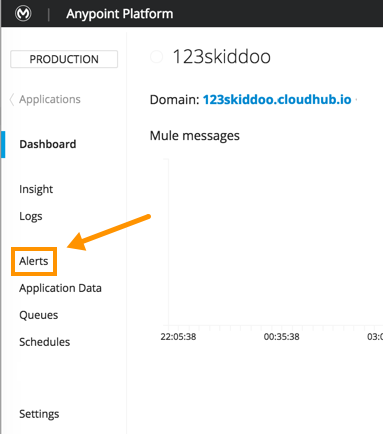 Anypoint Platform
PRODUCTION
Applications
Dashboard
Insight
Logs
Alerts
Application Data
Queues
Schedules
Settings
123skiddoo
Domain: 123skiddoo.cloudhub.io
Mule messages
22:05:38 00:35:38 03:0